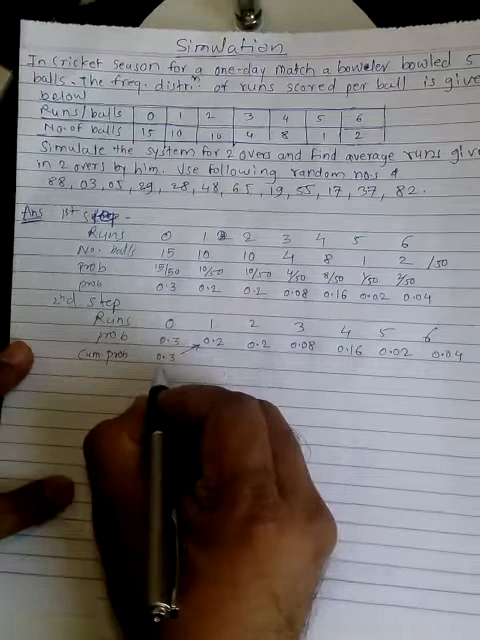 Simulation
In Cricket season for a one-day match a bowler bowled 5
balls. The freq. distriⁿ of runs scored per ball is give
below
Runs/balls 0 1 2 3 4 5 6
No. of balls 15 10 10 4 8 1 2
Simulate the system for 2 overs and find average runs give
in 2 overs by him. Use following random no.s
88, 03, 05, 29, 28, 48, 65, 19, 55, 17, 37, 82.
Ans 1st step -
Runs 0 1 2 3 4 5 6
No. balls 15 10 10 4 8 1 2 /50
prob 15/50 10/50 10/50 4/50 8/50 1/50 2/50
prob 0.3 0.2 0.2 0.08 0.16 0.02 0.04
2nd step
Runs 0 1 2 3 4 5 6
prob 0.3 0.2 0.2 0.08 0.16 0.02 0.04
Cum.prob 0.3